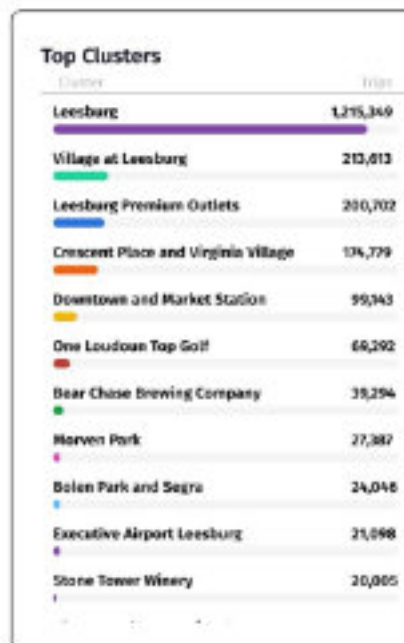 Top Clusters
Cluster Trips
Leesburg 1,215,349
Village at Leesburg 213,613
Leesburg Premium Outlets 200,702
Crescent Place and Virginia Village 174,779
Downtown and Market Station 99,143
One Loudoun Top Golf 69,292
Bear Chase Brewing Company 39,294
Morven Park 27,387
Bolen Park and Segra 24,046
Executive Airport Leesburg 21,098
Stone Tower Winery 20,005